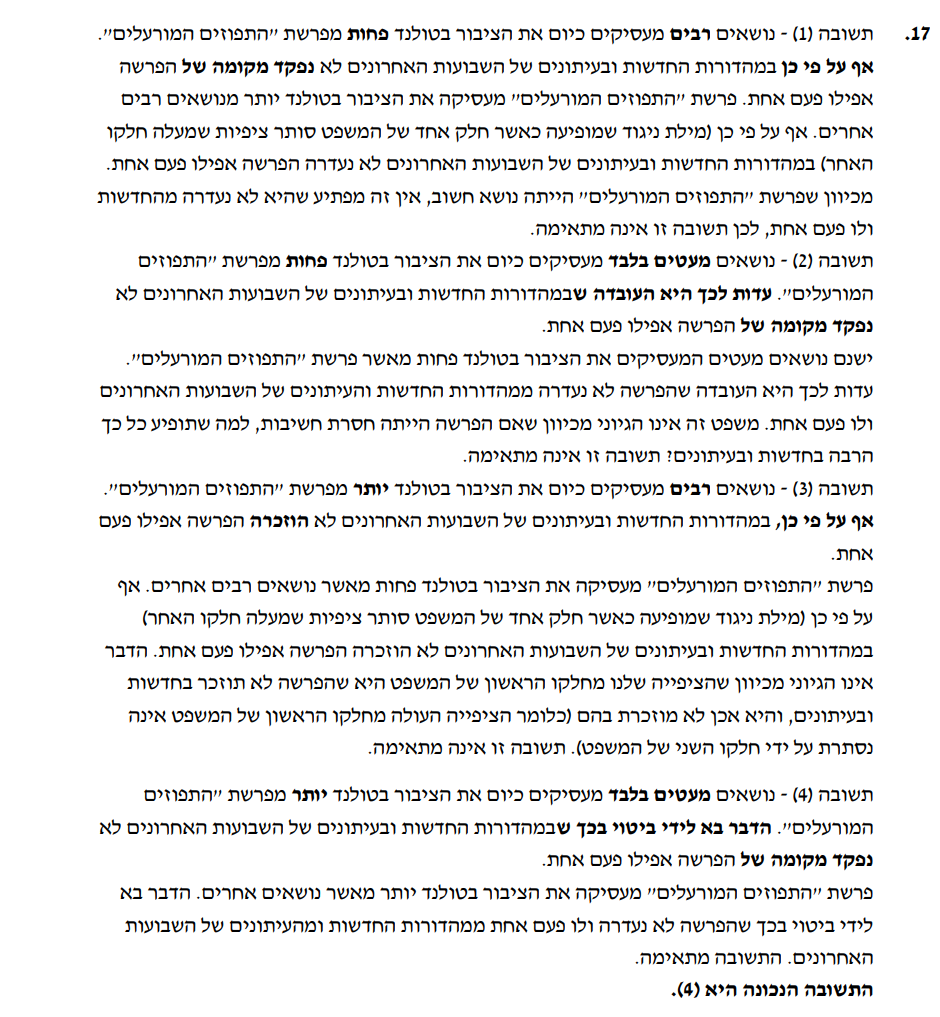 17. תשובה (1) - נושאים רבים מעסיקים כיום את הציבור בטולנד פחות מפרשת ״התפוזים המורעלים״.
אף על פי כן במהדורות החדשות ובעיתונים של השבועות האחרונים לא נפקד מקומה של הפרשה
אפילו פעם אחת. פרשת ״התפוזים המורעלים״ מעסיקה את הציבור בטולנד יותר מנושאים רבים
אחרים. אף על פי כן (מילת ניגוד שמופיעה כאשר חלק אחד של המשפט סותר ציפיות שמעלה חלקו
האחר) במהדורות החדשות ובעיתונים של השבועות האחרונים לא נעדרה הפרשה אפילו פעם אחת.
מכיוון שפרשת ״התפוזים המורעלים״ הייתה נושא חשוב, אין זה מפתיע שהיא לא נעדרה מהחדשות
ולו פעם אחת, לכן תשובה זו אינה מתאימה.
תשובה (2) - נושאים מעטים בלבד מעסיקים כיום את הציבור בטולנד פחות מפרשת ״התפוזים
המורעלים״. עדות לכך היא העובדה שבמהדורות החדשות ובעיתונים של השבועות האחרונים לא
נפקד מקומה של הפרשה אפילו פעם אחת.
ישנם נושאים מעטים המעסיקים את הציבור בטולנד פחות מאשר פרשת ״התפוזים המורעלים״.
עדות לכך היא העובדה שהפרשה לא נעדרה ממהדורות החדשות והעיתונים של השבועות האחרונים
ולו פעם אחת. משפט זה אינו הגיוני מכיוון שאם הפרשה הייתה חסרת חשיבות, למה שתופיע כל כך
הרבה בחדשות ובעיתונים? תשובה זו אינה מתאימה.
תשובה (3) - נושאים רבים מעסיקים כיום את הציבור בטולנד יותר מפרשת ״התפוזים המורעלים״.
אף על פי כן, במהדורות החדשות ובעיתונים של השבועות האחרונים לא הוזכרה הפרשה אפילו פעם
אחת.
פרשת ״התפוזים המורעלים״ מעסיקה את הציבור בטולנד פחות מאשר נושאים רבים אחרים. אף
על פי כן (מילת ניגוד שמופיעה כאשר חלק אחד של המשפט סותר ציפיות שמעלה חלקו האחר)
במהדורות החדשות ובעיתונים של השבועות האחרונים לא הוזכרה הפרשה אפילו פעם אחת. הדבר
אינו הגיוני מכיוון שהציפייה שלנו מחלקו הראשון של המשפט היא שהפרשה לא תוזכר בחדשות
ובעיתונים, והיא אכן לא מוזכרת בהם (כלומר הציפייה העולה מחלקו הראשון של המשפט אינה
נסתרת על ידי חלקו השני של המשפט). תשובה זו אינה מתאימה.
תשובה (4) - נושאים מעטים בלבד מעסיקים כיום את הציבור בטולנד יותר מפרשת ״התפוזים
המורעלים״. הדבר בא לידי ביטוי בכך שבמהדורות החדשות ובעיתונים של השבועות האחרונים לא
נפקד מקומה של הפרשה אפילו פעם אחת.
פרשת ״התפוזים המורעלים״ מעסיקה את הציבור בטולנד יותר מאשר נושאים אחרים. הדבר בא
לידי ביטוי בכך שהפרשה לא נעדרה ולו פעם אחת ממהדורות החדשות ומהעיתונים של השבועות
האחרונים. התשובה מתאימה.
התשובה הנכונה היא (4).